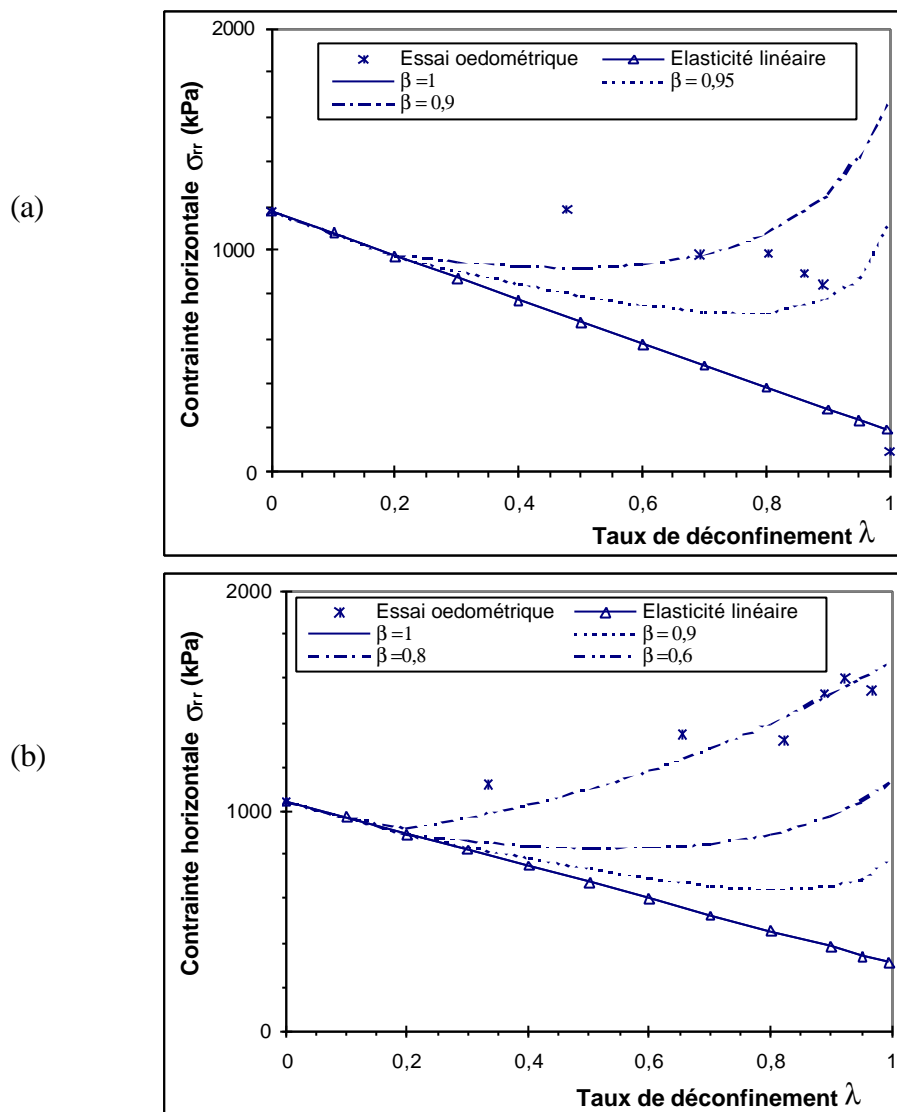 (a)
Contrainte horizontale σrr (kPa)
2000
1000
0
Essai oedométrique
Elasticité linéaire
β =1
β = 0,95
β = 0,9
0 0,2 0,4 0,6 0,8 1
Taux de déconfinement λ
(b)
Contrainte horizontale σrr (kPa)
2000
1000
0
Essai oedométrique
Elasticité linéaire
β =1
β = 0,9
β =0,8
β =0,6
0 0,2 0,4 0,6 0,8 1
Taux de déconfinement λ